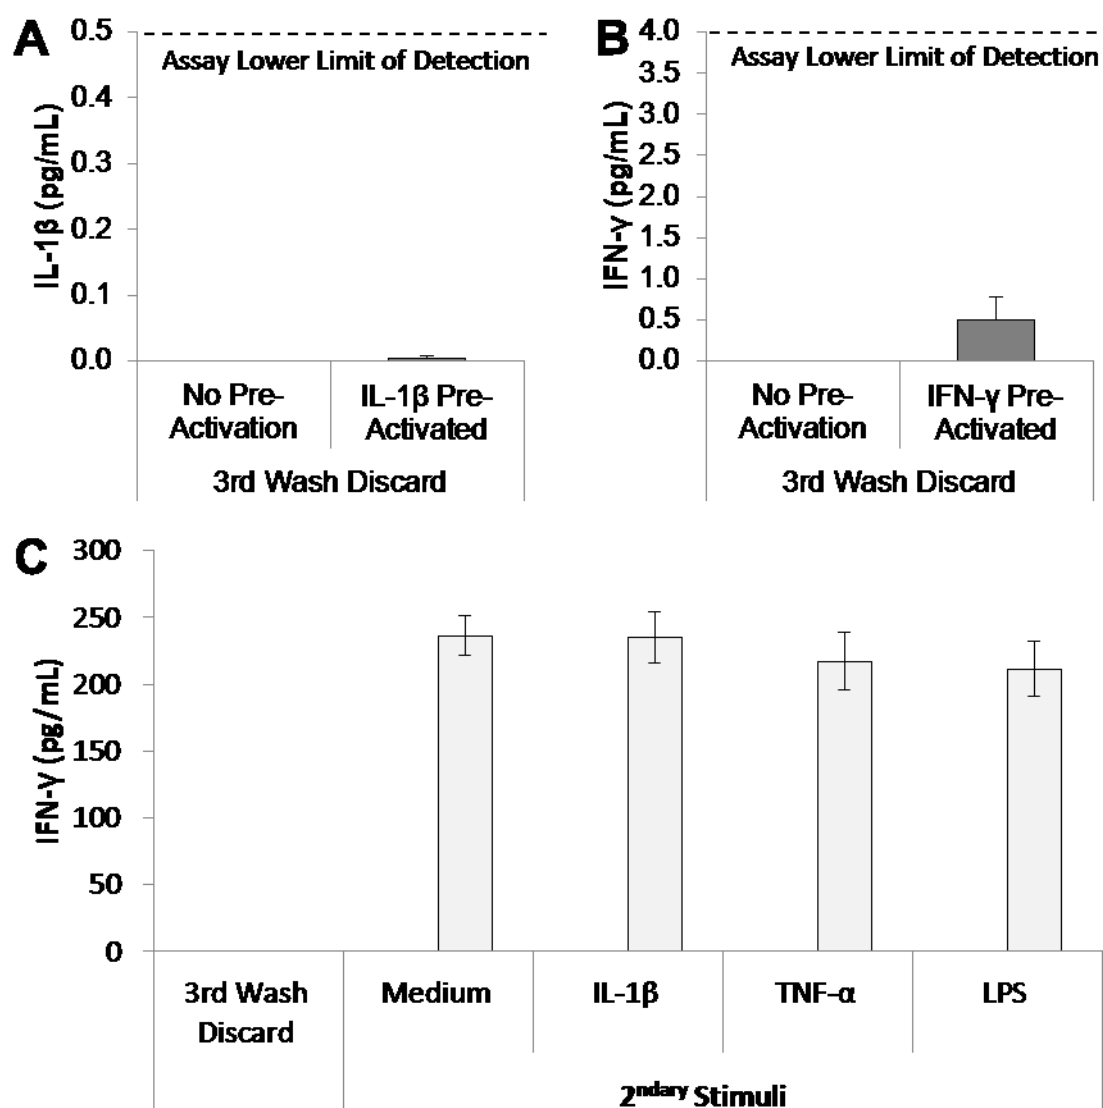 A
0.5
Assay Lower Limit of Detection
0.4
0.3
0.2
0.1
0.0
IL-1β (pg/mL)
No Pre-
Activation
IL-1β Pre-
Activated
3rd Wash Discard
B
4.0
Assay Lower Limit of Detection
3.5
3.0
2.5
2.0
1.5
1.0
0.5
0.0
IFN-γ (pg/mL)
No Pre-
Activation
IFN-γ Pre-
Activated
3rd Wash Discard
C
300
250
200
150
100
50
0
IFN-γ (pg/mL)
3rd Wash
Discard
Medium
IL-1β
TNF-α
LPS
2ndary Stimuli